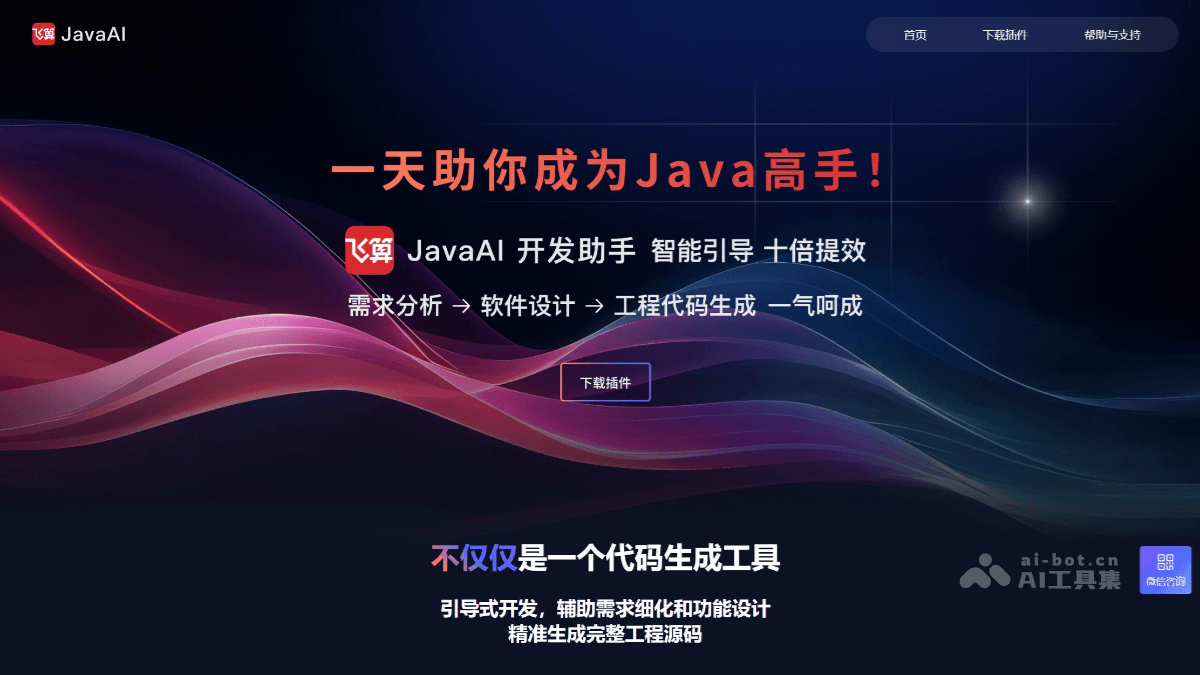 飞算 JavaAI
首页 下载插件 帮助与支持
一天助你成为Java高手！
飞算 JavaAI 开发助手 智能引导 十倍提效
需求分析 → 软件设计 → 工程代码生成 一气呵成
下载插件
不仅仅是一个代码生成工具
引导式开发，辅助需求细化和功能设计
精准生成完整工程源码
ai-bot.cn
AI工具集
微信咨询